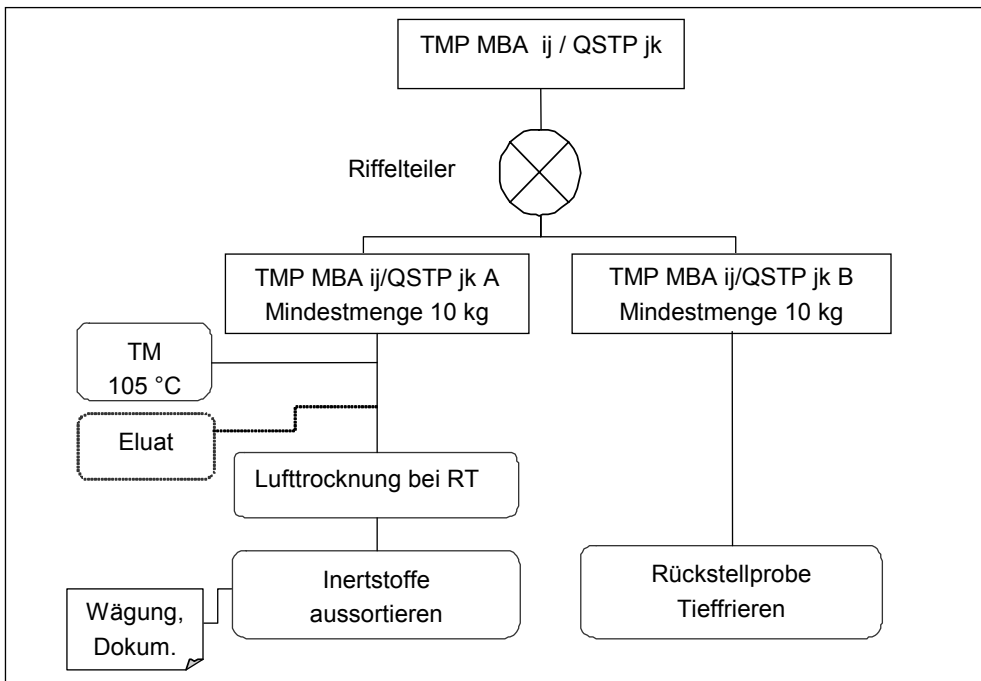 TMP MBA ij / QSTP jk
Riffelteiler
TMP MBA ij/QSTP jk A
Mindestmenge 10 kg
TMP MBA ij/QSTP jk B
Mindestmenge 10 kg
TM
105 °C
Eluat
Lufttrocknung bei RT
Inertstoffe
aussortieren
Rückstellprobe
Tieffrieren
Wägung,
Dokum.